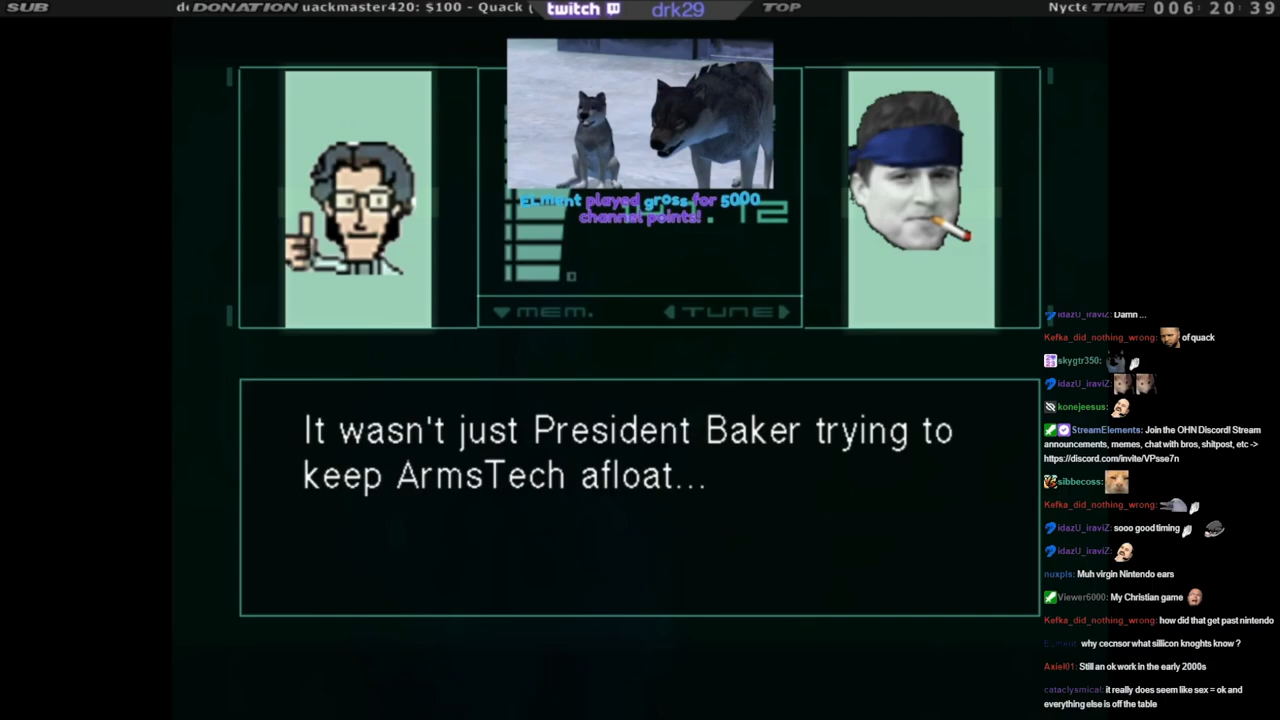 SUB
DONATION uackmaster420: $100 - Quack
twitch drk29
TOP
Nycte TIME 006:20:39
ELment played gross for 5000
channel points!
.12
MEM.
TUNE
It wasn't just President Baker trying to
keep ArmsTech afloat...
idazU_iraviZ: Damn ...
Kefka_did_nothing_wrong: of quack
skygtr350:
idazU_iraviZ:
konejeesus:
StreamElements: Join the OHN Discord! Stream
announcements, memes, chat with bros, shitpost, etc ->
https://discord.com/invite/VPsse7n
sibbecoss:
Kefka_did_nothing_wrong:
idazU_iraviZ: sooo good timing
idazU_iraviZ:
nuxpls: Muh virgin Nintendo ears
Viewer6000: My Christian game
Kefka_did_nothing_wrong: how did that get past nintendo
ELment: why cecnsor what sillicon knoghts know ?
Axiel01: Still an ok work in the early 2000s
cataclysmical: it really does seem like sex = ok and
everything else is off the table